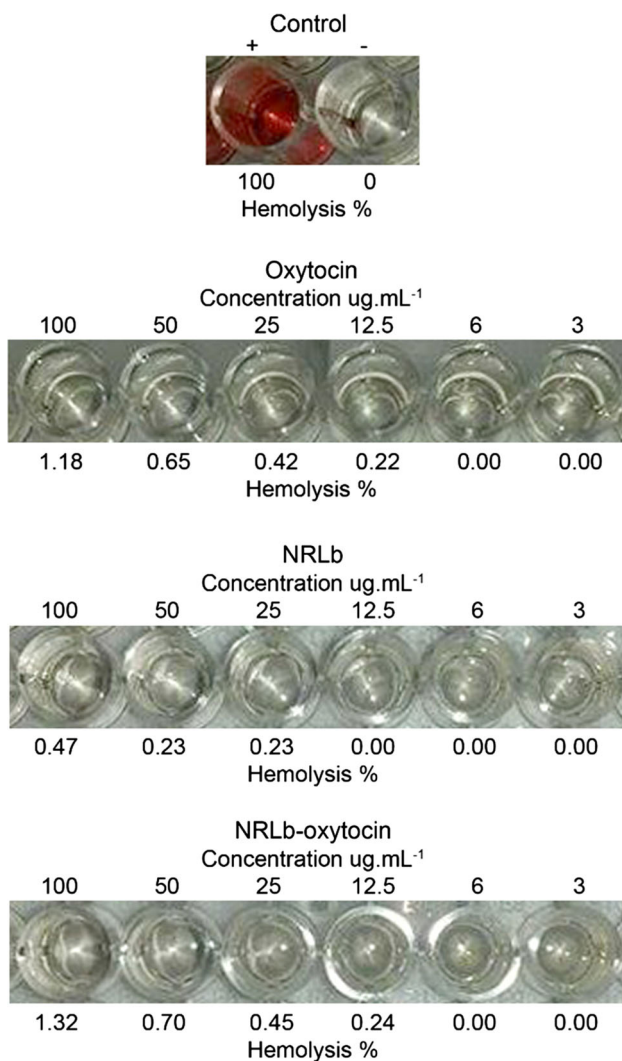 Control
+ -
100 0
Hemolysis %
Oxytocin
Concentration ug.mL⁻¹
100 50 25 12.5 6 3
1.18 0.65 0.42 0.22 0.00 0.00
Hemolysis %
NRLb
Concentration ug.mL⁻¹
100 50 25 12.5 6 3
0.47 0.23 0.23 0.00 0.00 0.00
Hemolysis %
NRLb-oxytocin
Concentration ug.mL⁻¹
100 50 25 12.5 6 3
1.32 0.70 0.45 0.24 0.00 0.00
Hemolysis %